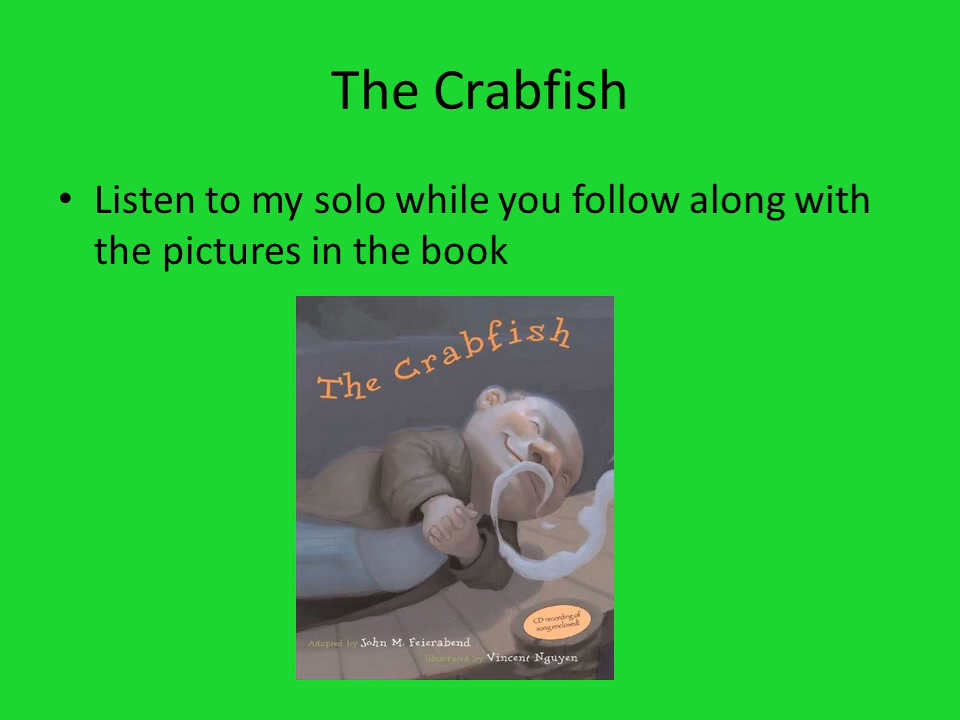 The Crabfish
• Listen to my solo while you follow along with
the pictures in the book
The Crabfish
CD recording of
song enclosed!
Adapted by John M. Feierabend
Illustrated by Vincent Nguyen